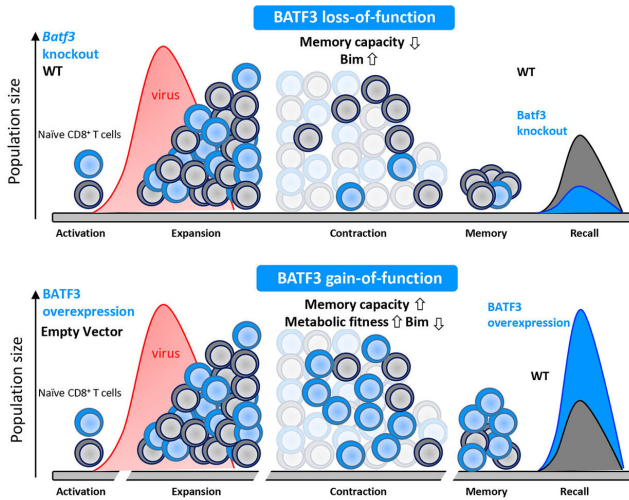 BATF3 loss-of-function
Batf3
knockout
WT
Memory capacity ⇩
Bim ⇧
WT
virus
Batf3
knockout
Naïve CD8⁺ T cells
Population size
Activation
Expansion
Contraction
Memory
Recall
BATF3 gain-of-function
BATF3
overexpression
Empty Vector
Memory capacity ⇧
Metabolic fitness ⇧ Bim ⇩
BATF3
overexpression
virus
WT
Naïve CD8⁺ T cells
Population size
Activation
Expansion
Contraction
Memory
Recall